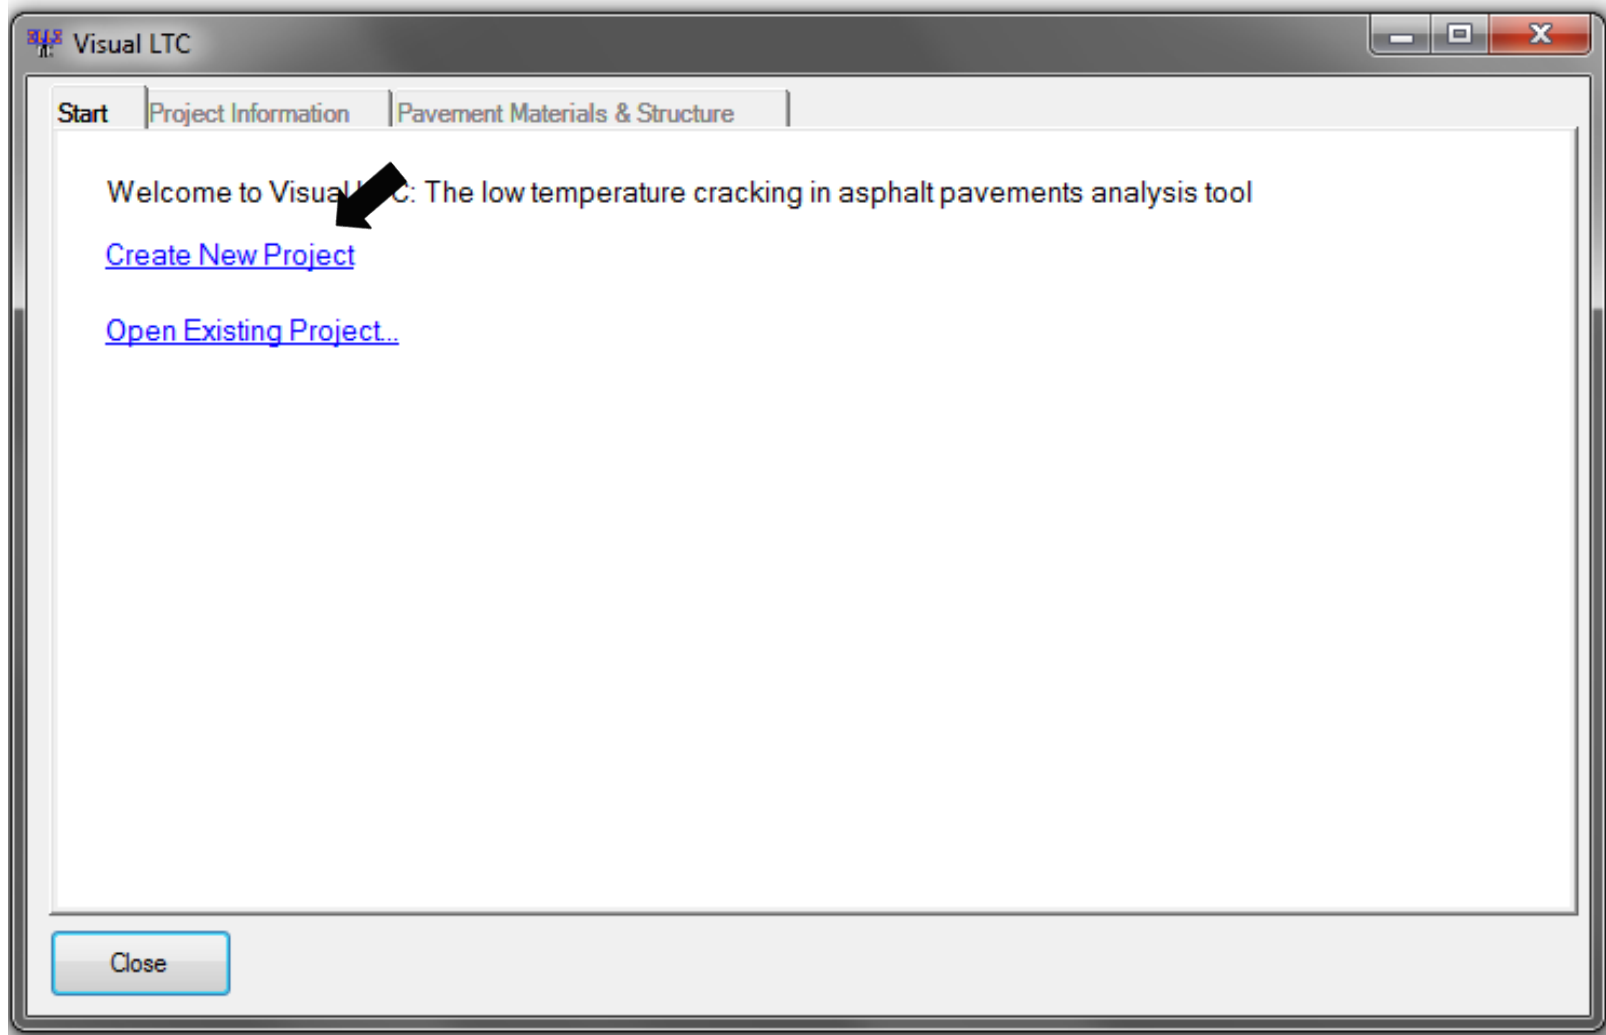 Visual LTC
Start Project Information Pavement Materials & Structure
Welcome to Visual C: The low temperature cracking in asphalt pavements analysis tool
Create New Project
Open Existing Project...
Close